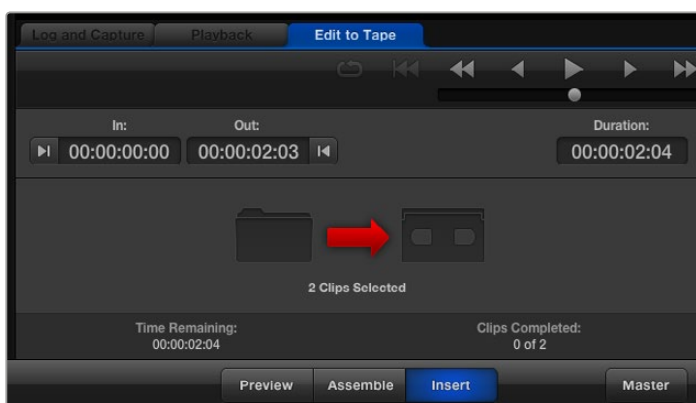 Log and Capture Playback Edit to Tape
In: Out: Duration:
00:00:00:00 00:00:02:03 00:00:02:04
2 Clips Selected
Time Remaining: Clips Completed:
00:00:02:04 0 of 2
Preview Assemble Insert Master